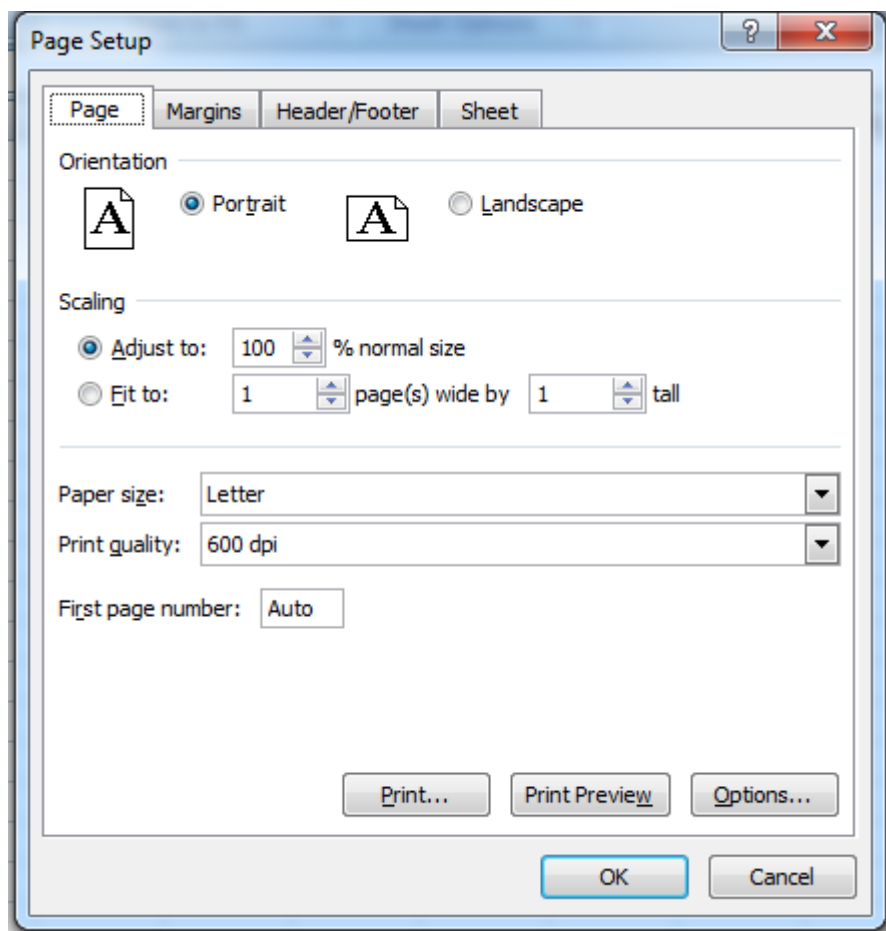 Page Setup
Page Margins Header/Footer Sheet
Orientation
A Portrait A Landscape
Scaling
Adjust to: 100 % normal size
Fit to: 1 page(s) wide by 1 tall
Paper size: Letter
Print quality: 600 dpi
First page number: Auto
Print... Print Preview Options...
OK Cancel